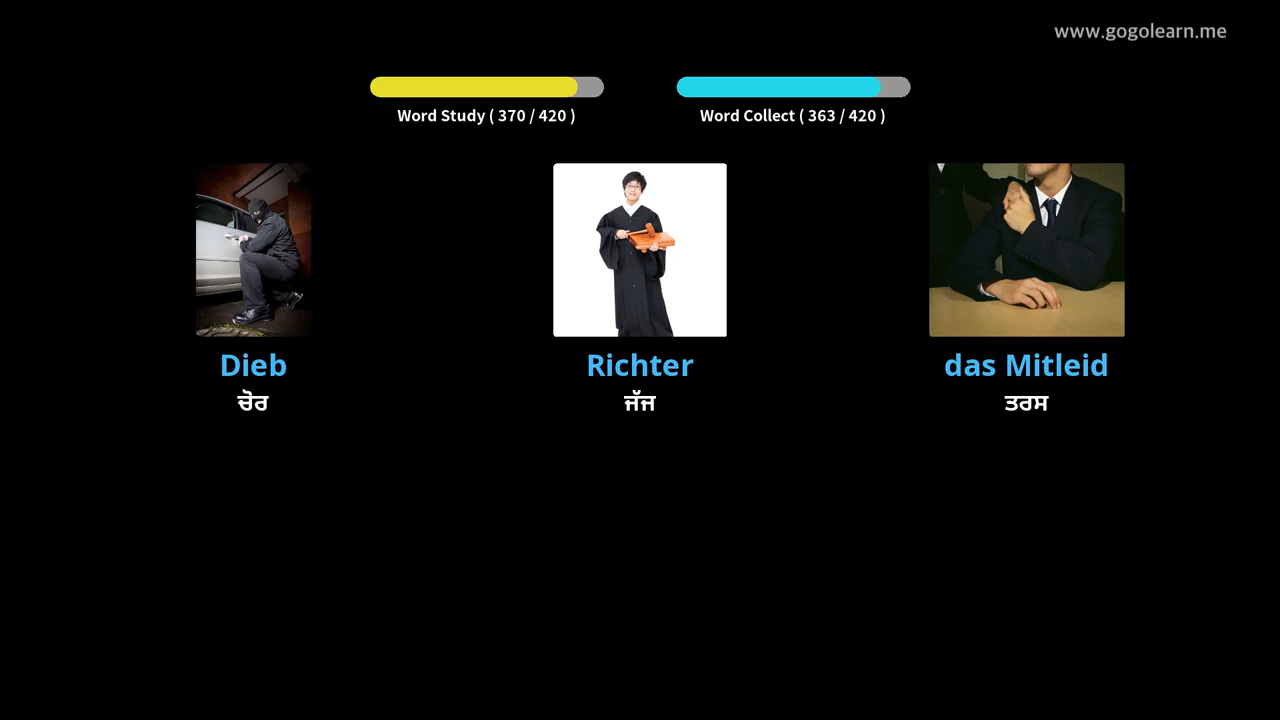 www.gogolearn.me
Word Study ( 370 / 420 )
Word Collect ( 363 / 420 )
Dieb
ਚੋਰ
Richter
ਜੱਜ
das Mitleid
ਤਰਸ